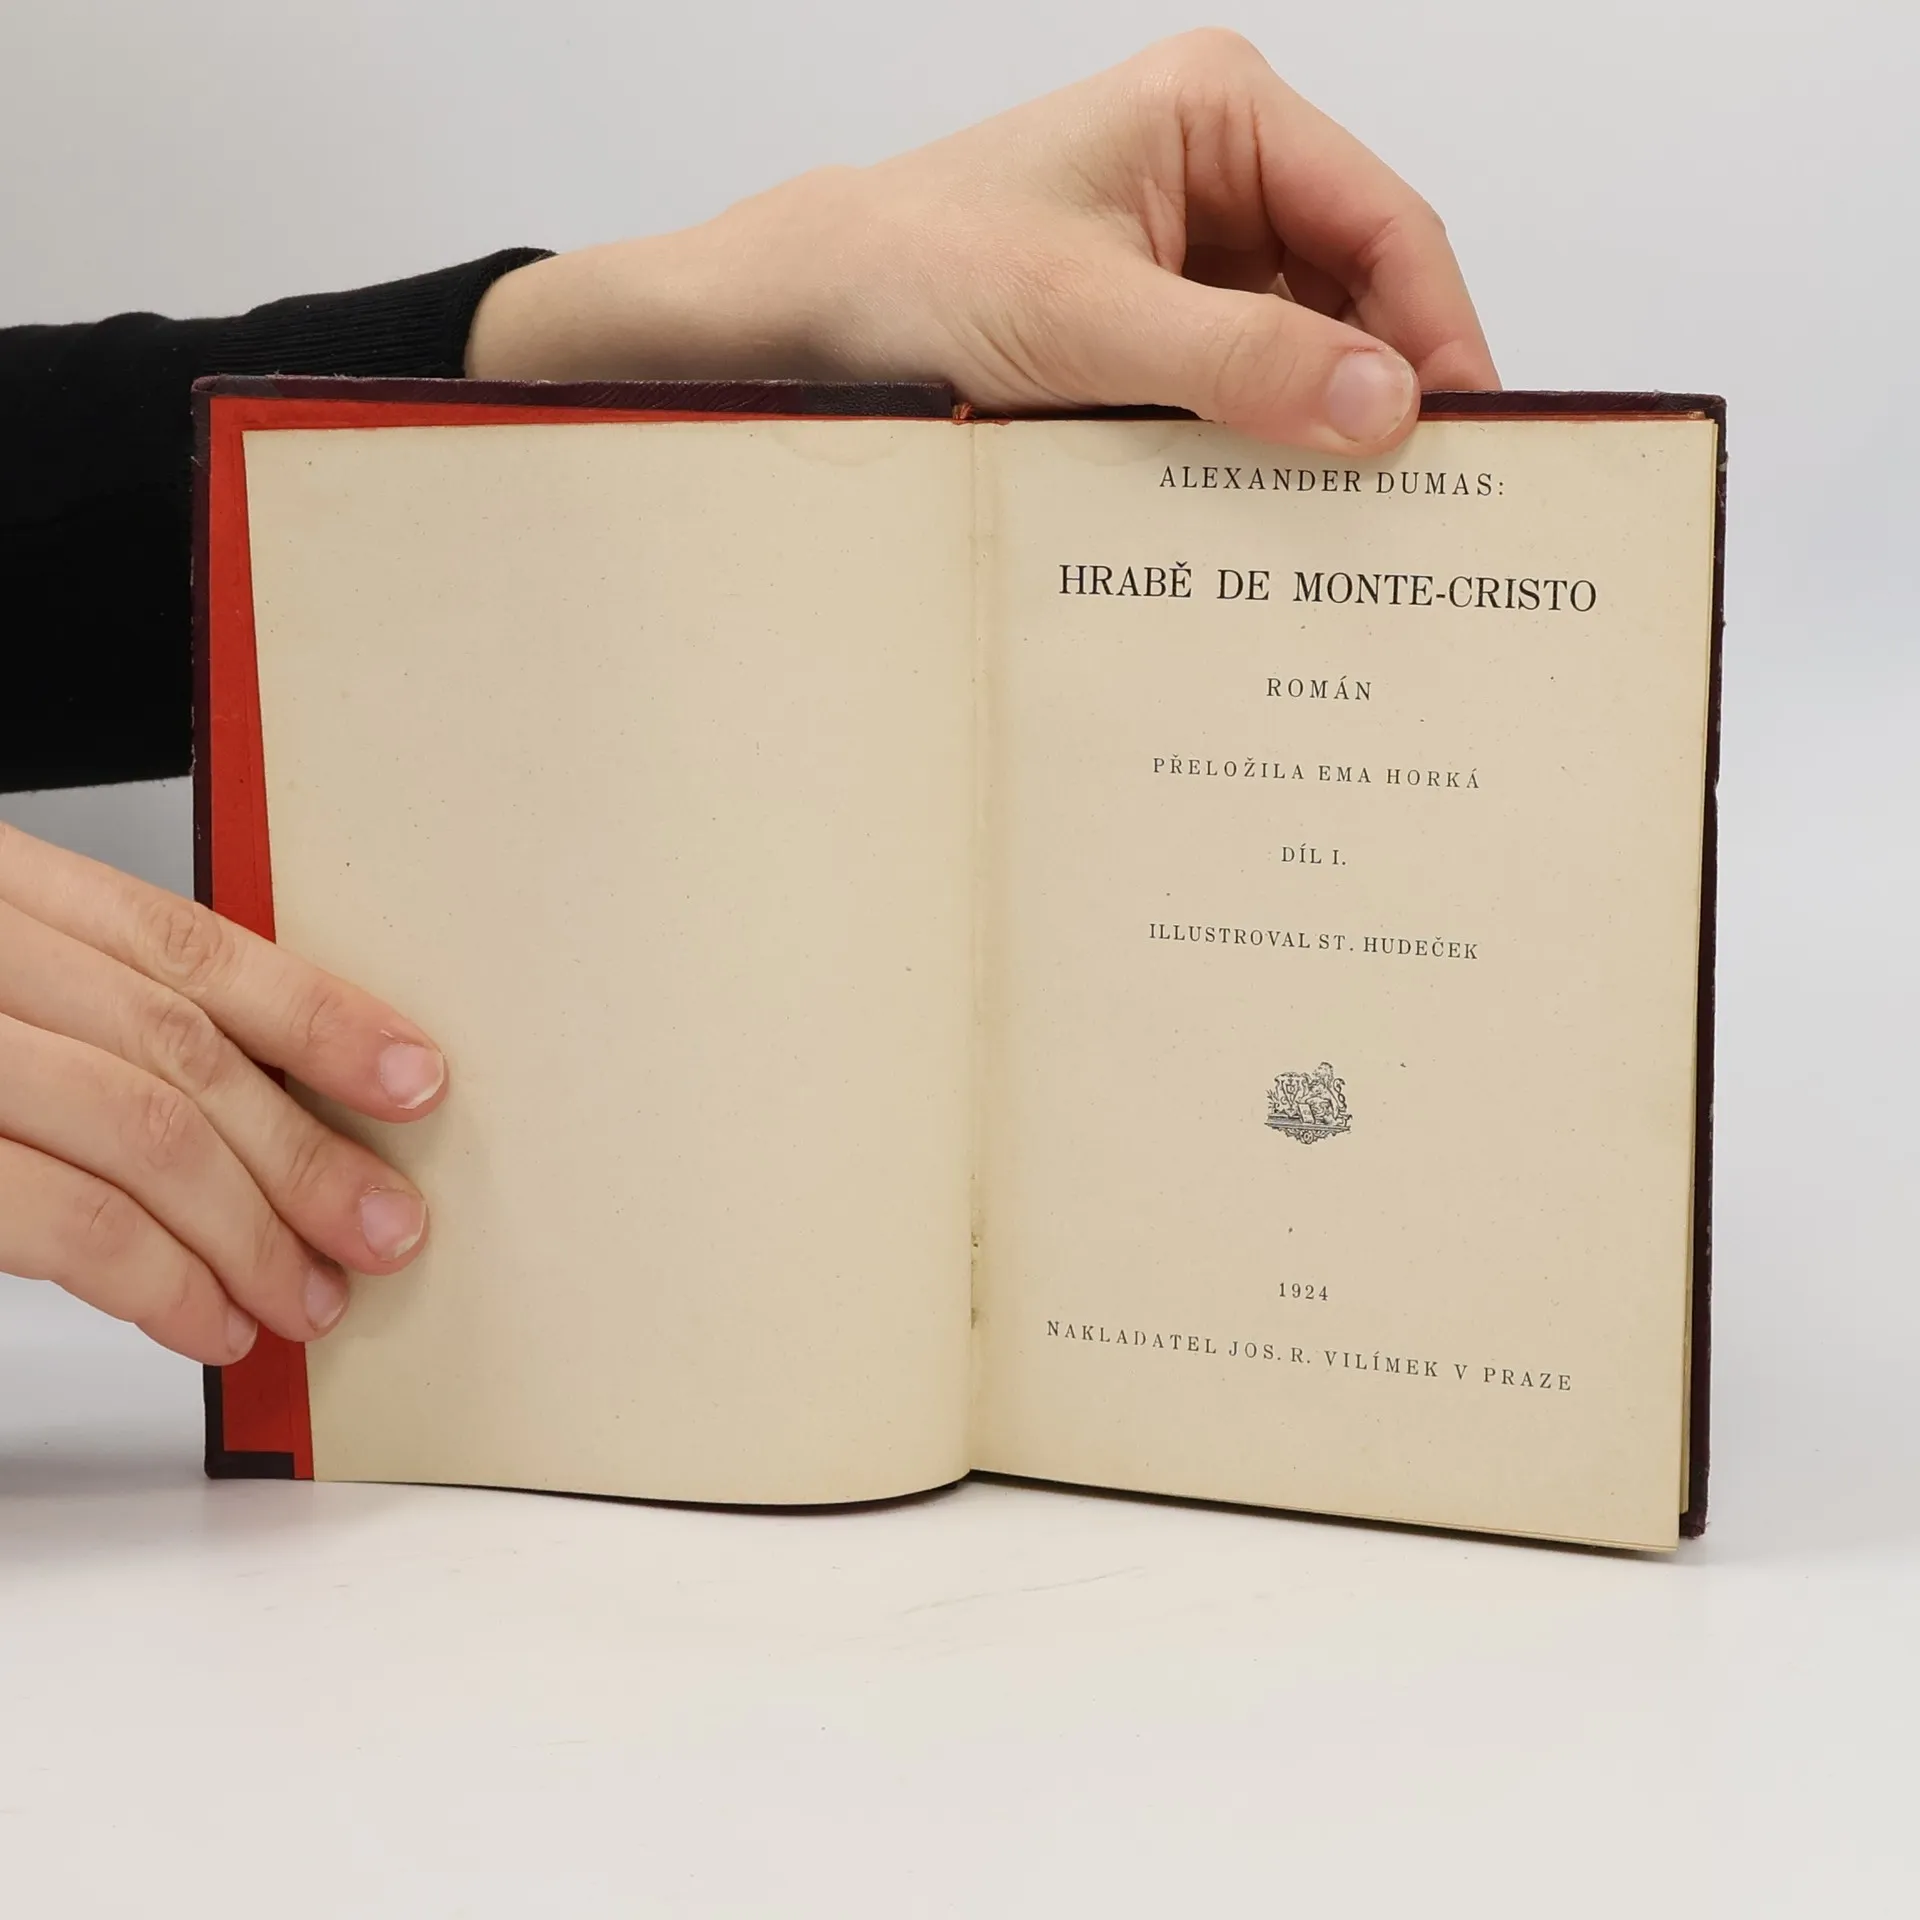 ALEXANDER DUMAS:
HRABĚ DE MONTE-CRISTO
ROMÁN
PŘELOŽILA EMA HORKÁ
DÍL I.
ILLUSTROVAL ST. HUDEČEK
1924
NAKLADATEL JOS. R. VILÍMEK V PRAZE